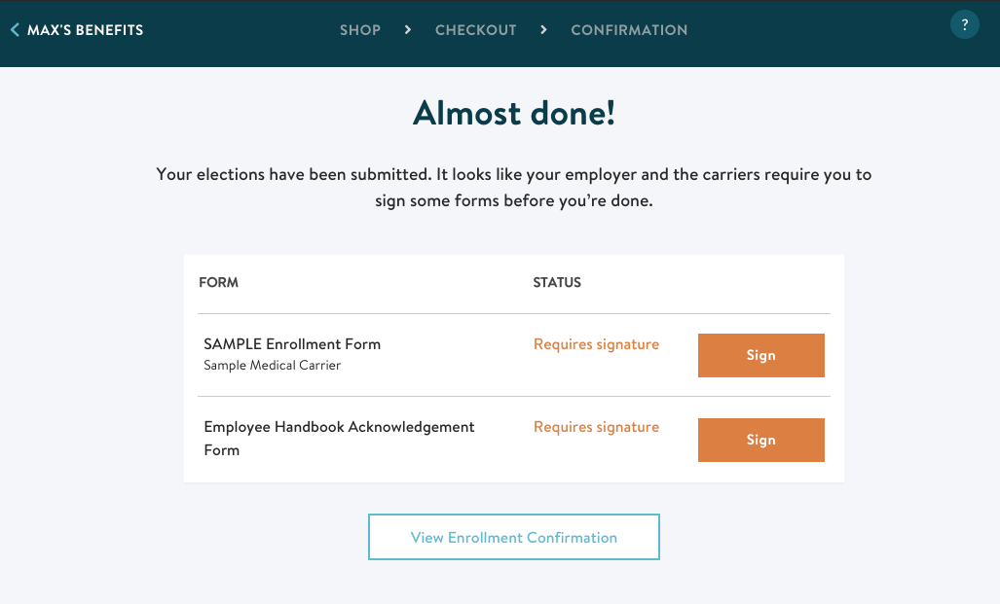 MAX'S BENEFITS
SHOP
CHECKOUT
CONFIRMATION
?
Almost done!
Your elections have been submitted. It looks like your employer and the carriers require you to
sign some forms before you’re done.
FORM
STATUS
SAMPLE Enrollment Form
Sample Medical Carrier
Requires signature
Sign
Employee Handbook Acknowledgement
Form
Requires signature
Sign
View Enrollment Confirmation